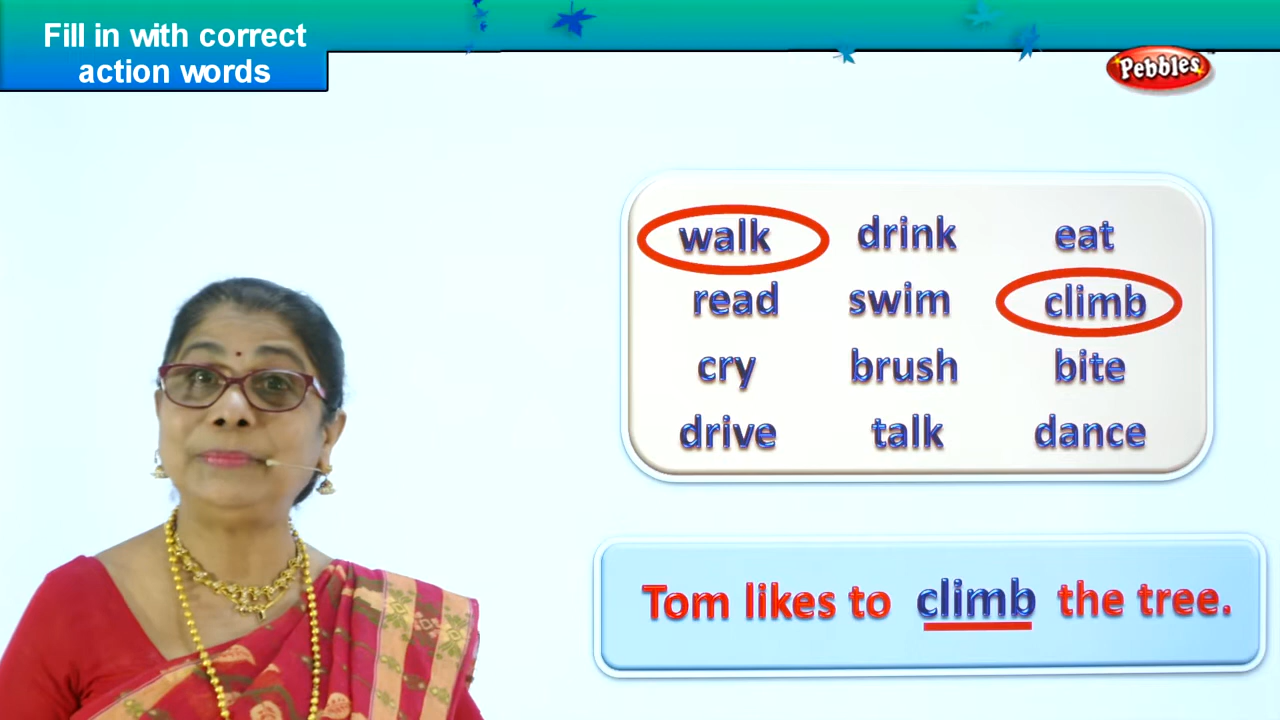 Fill in with correct
action words
Pebbles
walk drink eat
read swim climb
cry brush bite
drive talk dance
Tom likes to climb the tree.